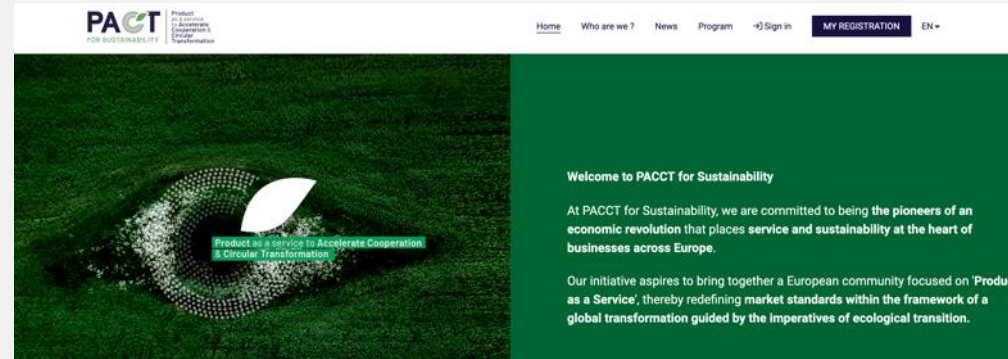 PACT
FOR SUSTAINABILITY
Product
as a service
to Accelerate
Cooperation &
Circular
Transformation
Home Who are we ? News Program Sign in MY REGISTRATION EN
Product as a service to Accelerate Cooperation
& Circular Transformation
Welcome to PACCT for Sustainability
At PACCT for Sustainability, we are committed to being the pioneers of an
economic revolution that places service and sustainability at the heart of
businesses across Europe.
Our initiative aspires to bring together a European community focused on 'Produ
as a Service', thereby redefining market standards within the framework of a
global transformation guided by the imperatives of ecological transition.